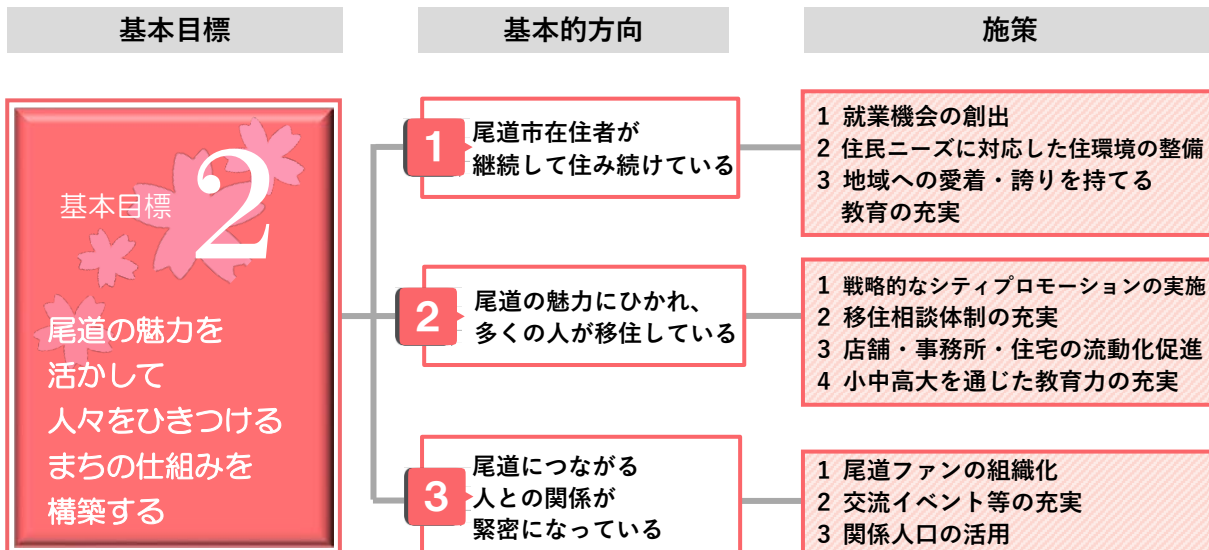 基本目標
基本的方向
施策
基本目標 2
尾道の魅力を
活かして
人々をひきつける
まちの仕組みを
構築する
1
尾道市在住者が
継続して住み続けている
1 就業機会の創出
2 住民ニーズに対応した住環境の整備
3 地域への愛着・誇りを持てる
教育の充実
2
尾道の魅力にひかれ、
多くの人が移住している
1 戦略的なシティプロモーションの実施
2 移住相談体制の充実
3 店舗・事務所・住宅の流動化促進
4 小中高大を通じた教育力の充実
3
尾道につながる
人との関係が
緊密になっている
1 尾道ファンの組織化
2 交流イベント等の充実
3 関係人口の活用